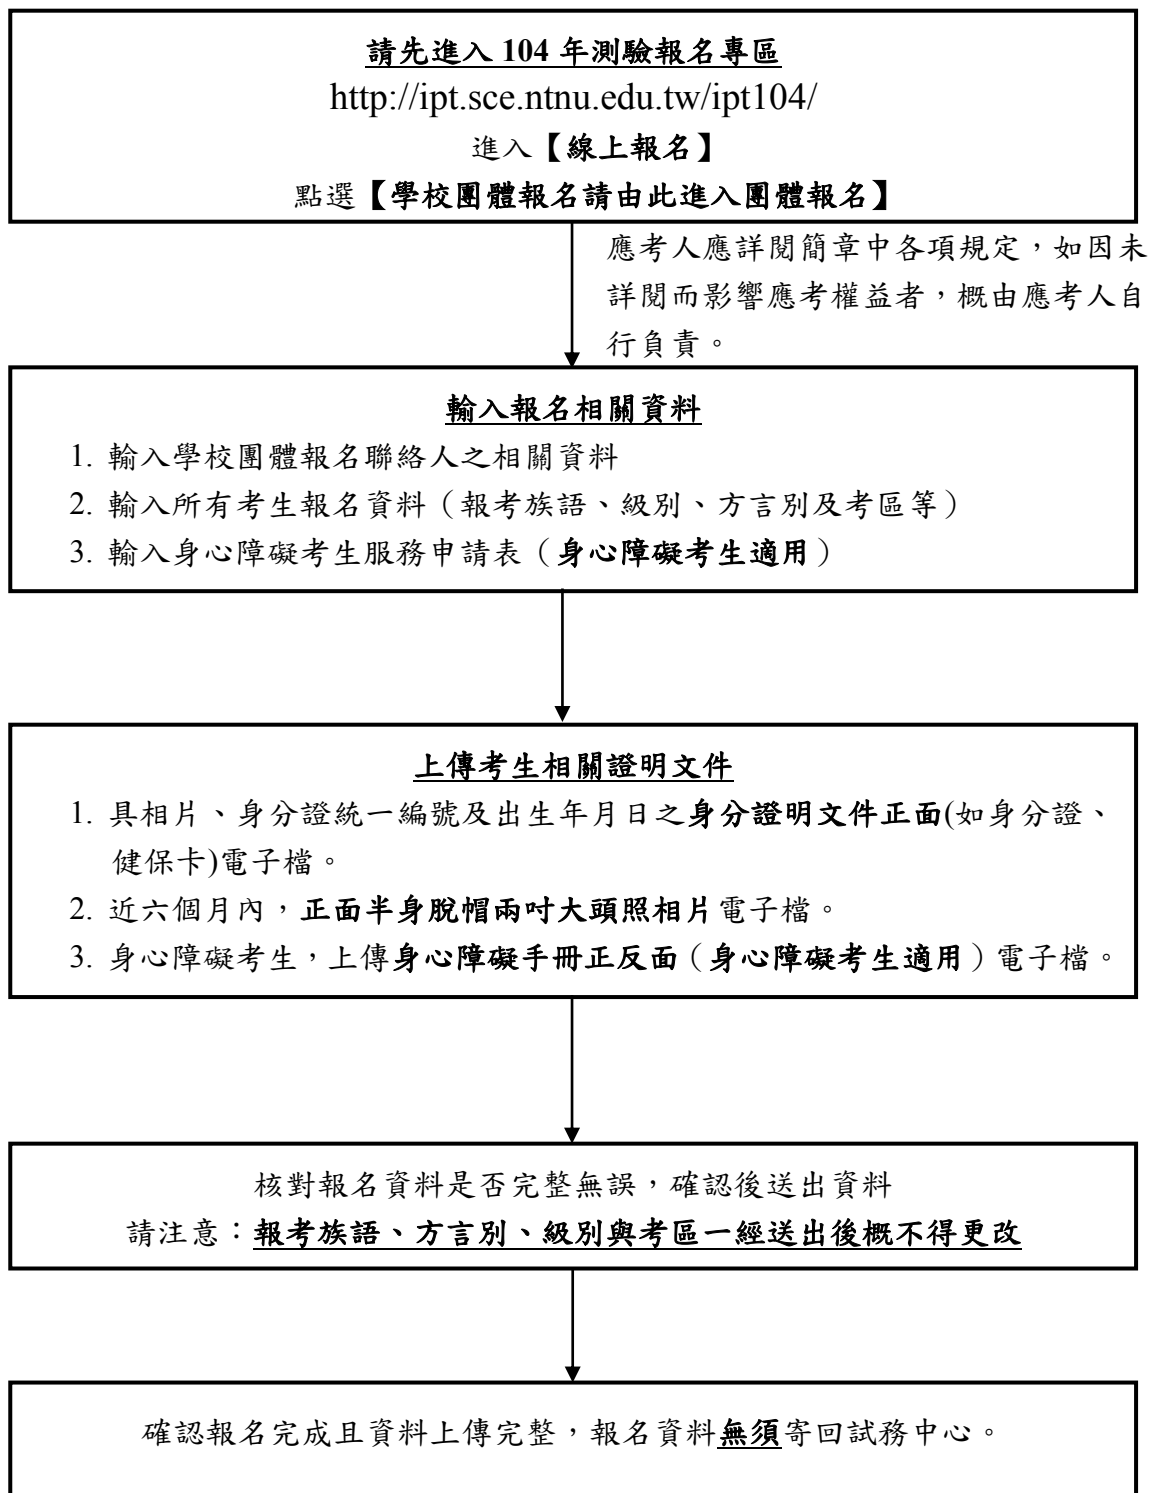 請先進入 104 年測驗報名專區
http://ipt.sce.ntnu.edu.tw/ipt104/
進入【線上報名】
點選【學校團體報名請由此進入團體報名】
應考人應詳閱簡章中各項規定，如因未
詳閱而影響應考權益者，概由應考人自
行負責。
輸入報名相關資料
1. 輸入學校團體報名聯絡人之相關資料
2. 輸入所有考生報名資料（報考族語、級別、方言別及考區等）
3. 輸入身心障礙考生服務申請表（身心障礙考生適用）
上傳考生相關證明文件
1. 具相片、身分證統一編號及出生年月日之身分證明文件正面(如身分證、
健保卡)電子檔。
2. 近六個月內，正面半身脫帽兩吋大頭照相片電子檔。
3. 身心障礙考生，上傳身心障礙手冊正反面（身心障礙考生適用）電子檔。
核對報名資料是否完整無誤，確認後送出資料
請注意：報考族語、方言別、級別與考區一經送出後概不得更改
確認報名完成且資料上傳完整，報名資料無須寄回試務中心。